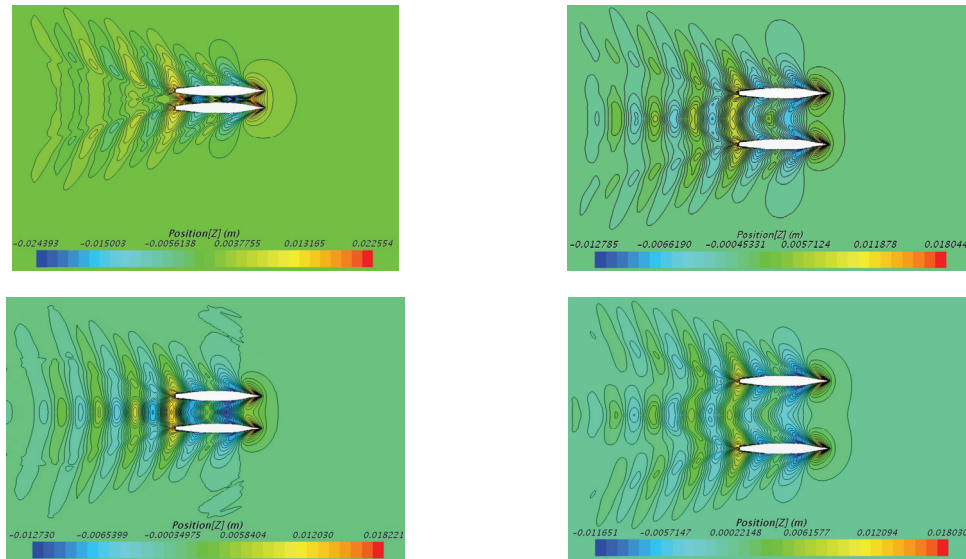 Position[Z] (m)
-0.024393 -0.015003 -0.0056138 0.0037755 0.013165 0.022554
Position[Z] (m)
-0.012785 -0.0066190 -0.00045331 0.0057124 0.011878 0.018044
Position[Z] (m)
-0.012730 -0.0065399 -0.00034975 0.0058404 0.012030 0.018221
Position[Z] (m)
-0.011651 -0.0057147 0.00022148 0.0061577 0.012094 0.018030